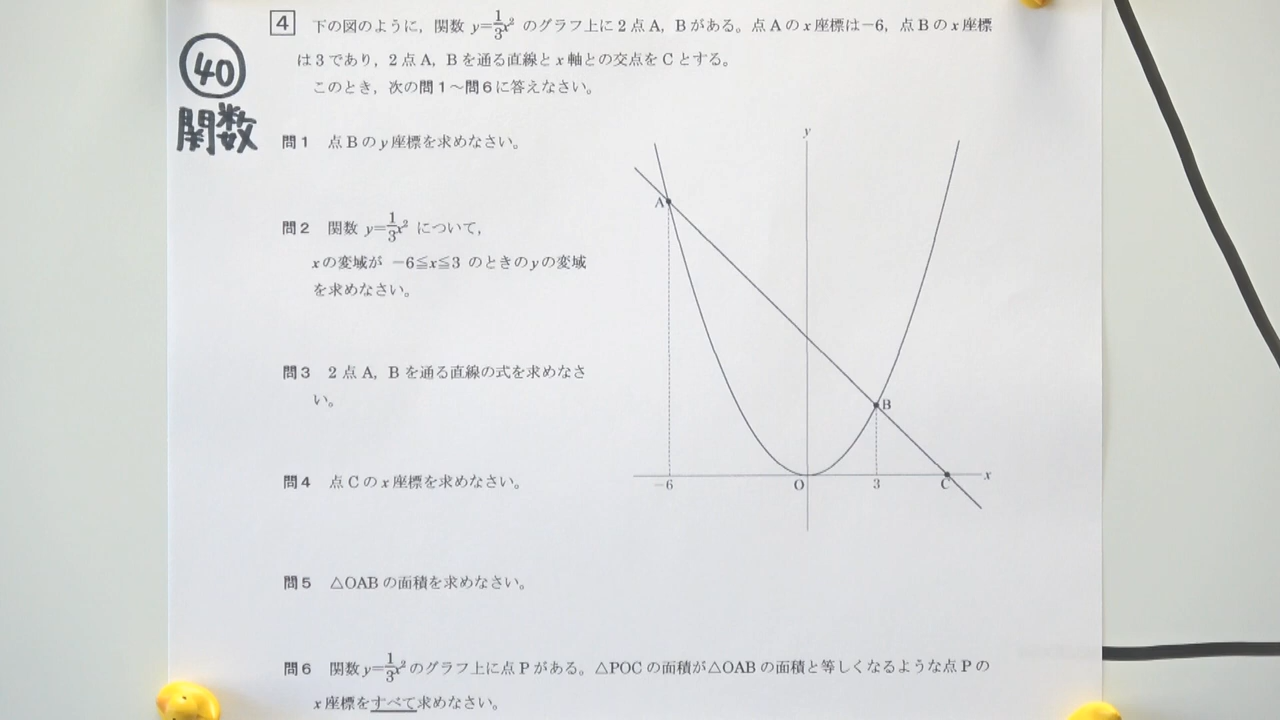 4 下の図のように，関数 y=1/3x² のグラフ上に2点A，Bがある。点Aのx座標は−6，点Bのx座標
は3であり，2点A，Bを通る直線とx軸との交点をCとする。
このとき，次の問1～問6に答えなさい。
㊵
関数
問1 点Bのy座標を求めなさい。
問2 関数 y=1/3x² について，
xの変域が −6≦x≦3 のときのyの変域
を求めなさい。
問3 2点A，Bを通る直線の式を求めなさ
い。
問4 点Cのx座標を求めなさい。
問5 △OABの面積を求めなさい。
問6 関数y=1/3x²のグラフ上に点Pがある。△POCの面積が△OABの面積と等しくなるような点Pの
x座標をすべて求めなさい。
y
A
B
−6
O
3
C
x